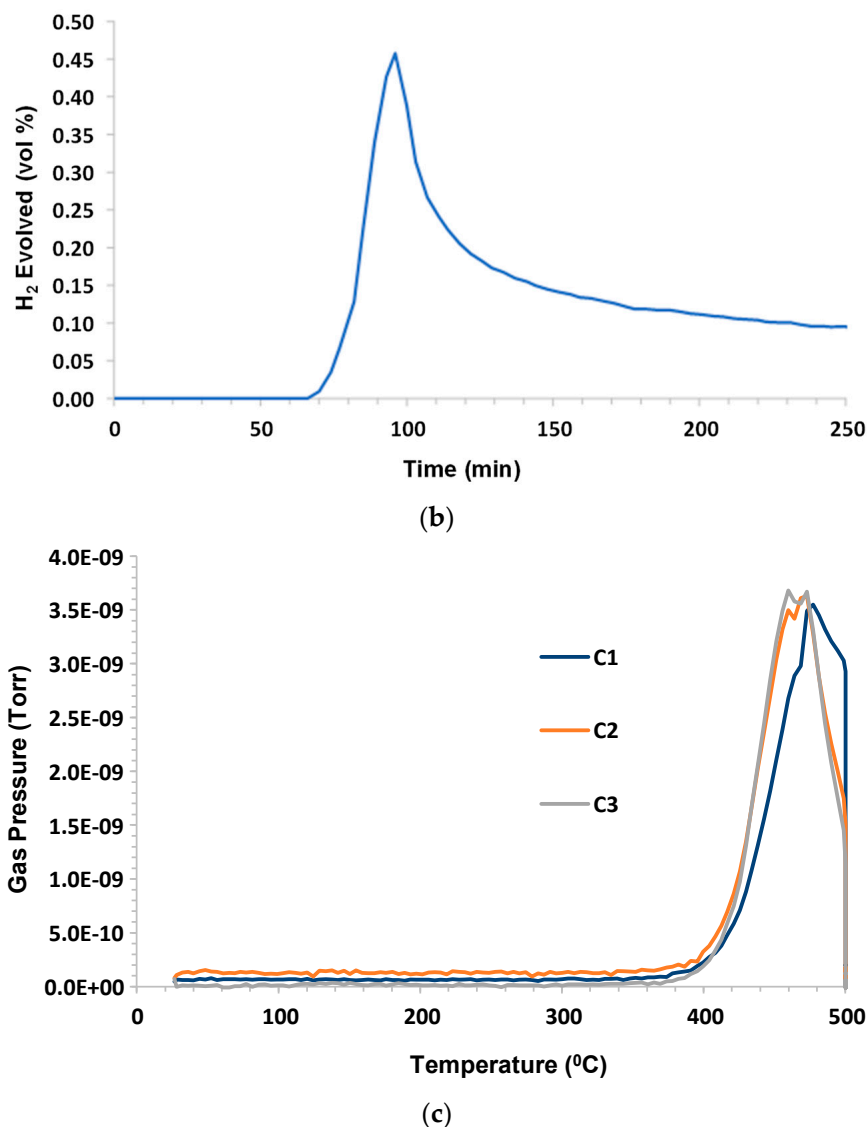 0.50
0.45
0.40
0.35
0.30
0.25
0.20
0.15
0.10
0.05
0.00
H₂ Evolved (vol %)
0 50 100 150 200 250
Time (min)
(b)
4.0E-09
3.5E-09
3.0E-09
2.5E-09
2.0E-09
1.5E-09
1.0E-09
5.0E-10
0.0E+00
Gas Pressure (Torr)
C1
C2
C3
0 100 200 300 400 500
Temperature (⁰C)
(c)